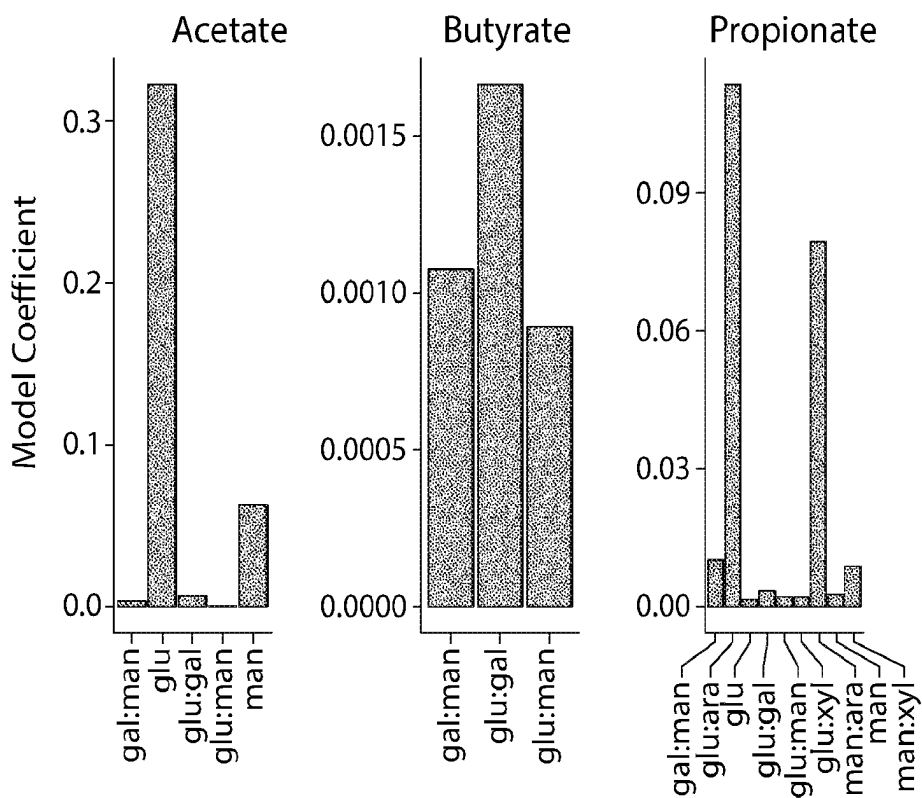 Acetate
Butyrate
Propionate
Model Coefficient
0.3
0.2
0.1
0.0
gal:man
glu
glu:gal
glu:man
man
0.0015
0.0010
0.0005
0.0000
gal:man
glu:gal
glu:man
0.09
0.06
0.03
0.00
gal:man
glu:ara
glu
glu:gal
glu:man
glu:xyl
man:ara
man
man:xyl